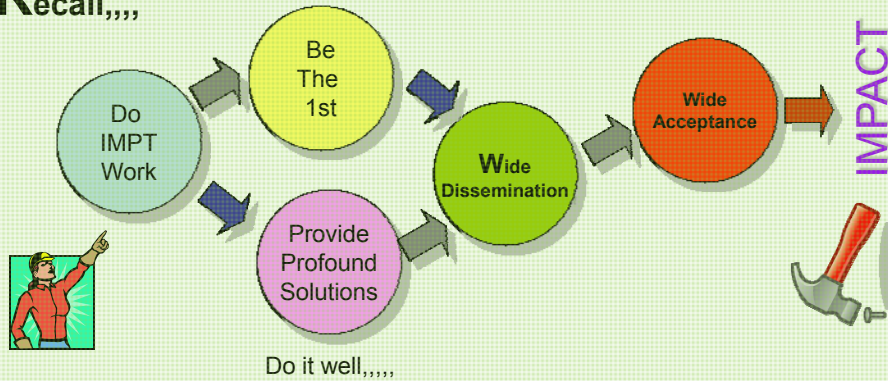 Recall,,,,
Do
IMPT
Work
Be
The
1st
Provide
Profound
Solutions
Do it well,,,,,
Wide
Dissemination
Wide
Acceptance
IMPACT